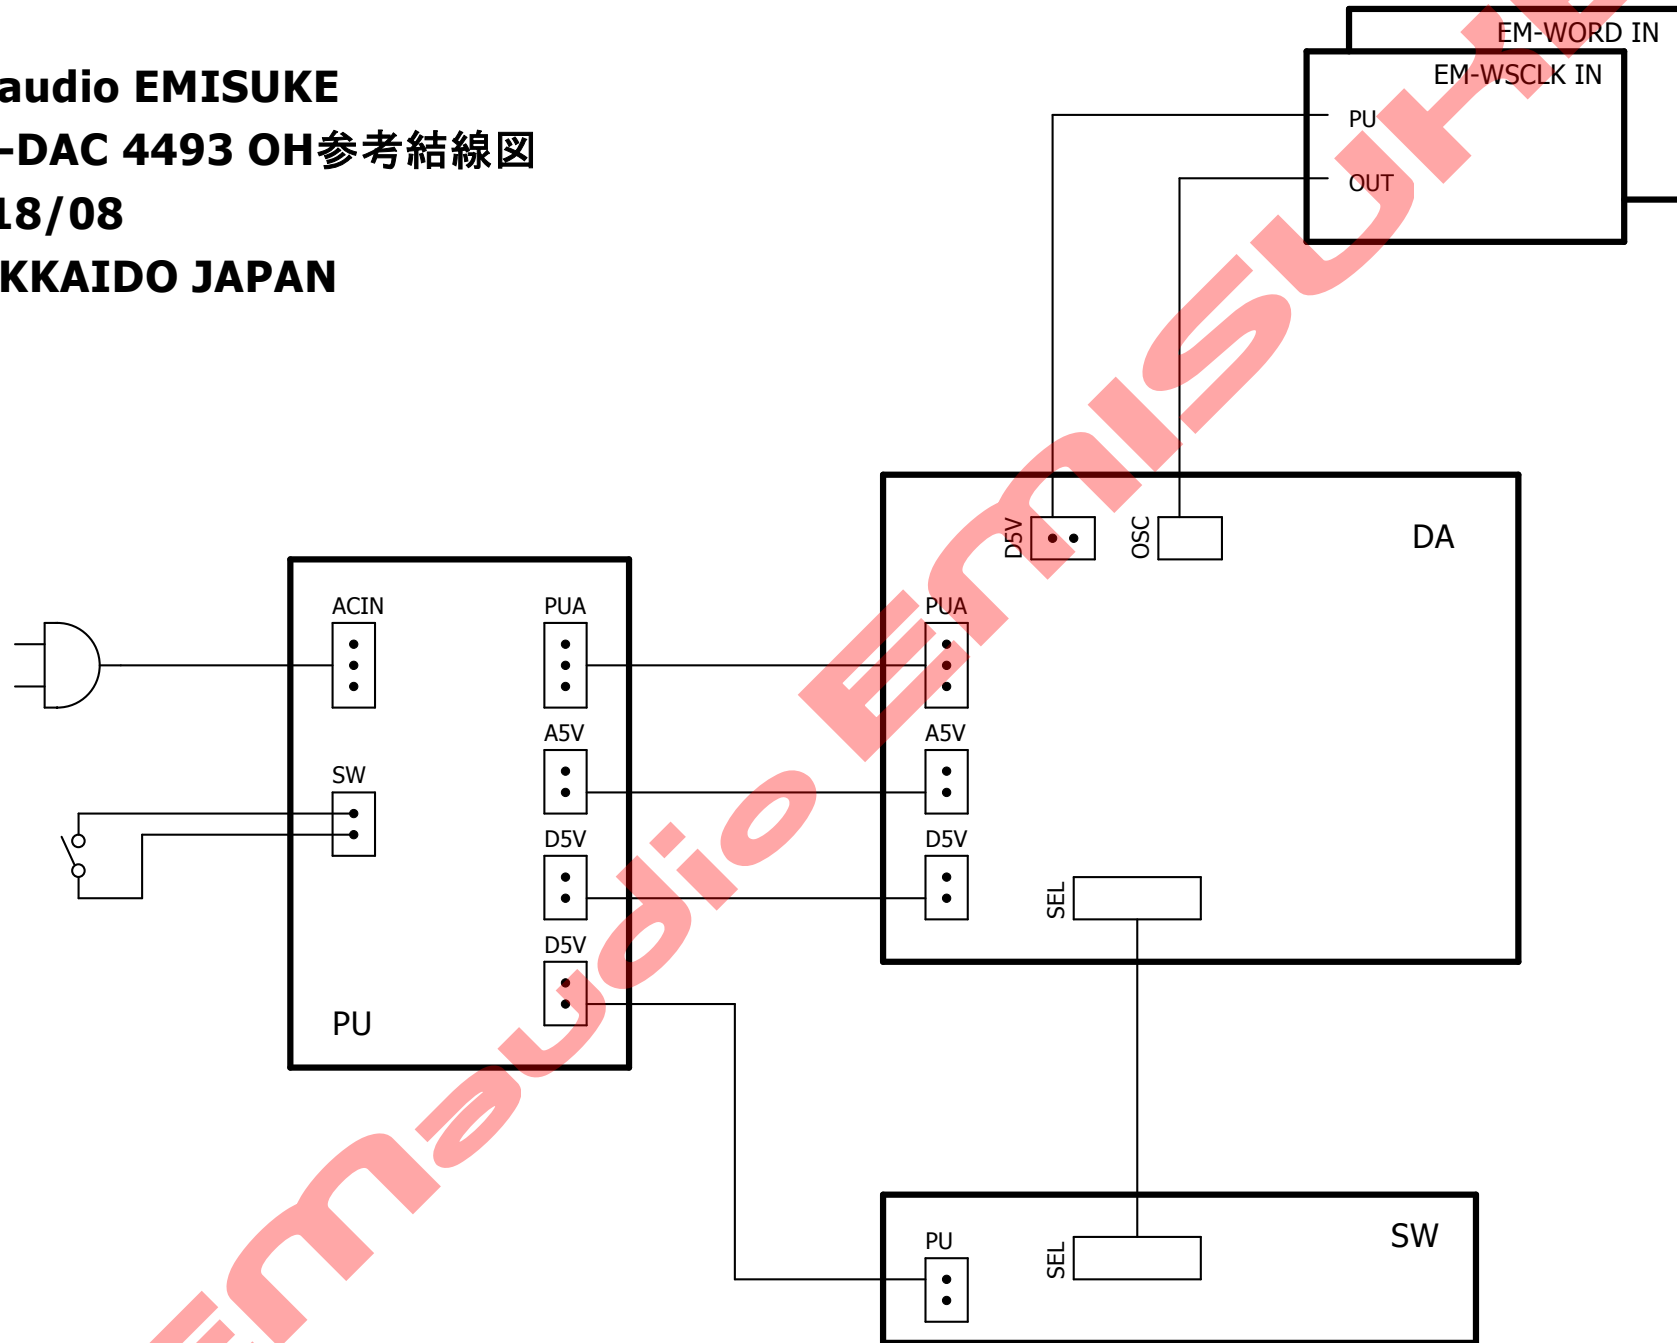 audio EMISUKE
-DAC 4493 OH参考結線図
18/08
KKAIDO JAPAN
EM-WORD IN
EM-WSCLK IN
PU
OUT
D5V
OSC
DA
ACIN
PUA
PUA
A5V
A5V
SW
D5V
D5V
SEL
D5V
PU
SW
PU
SEL
Emaudio EmISUKE